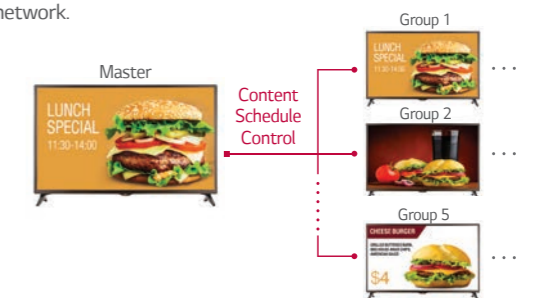 network.
Master
LUNCH
SPECIAL
11:30-14:00
Content
Schedule
Control
Group 1
LUNCH
SPECIAL
11:30-14:00
. . .
Group 2
. . .
Group 5
CHEESE BURGER
$4
. . .